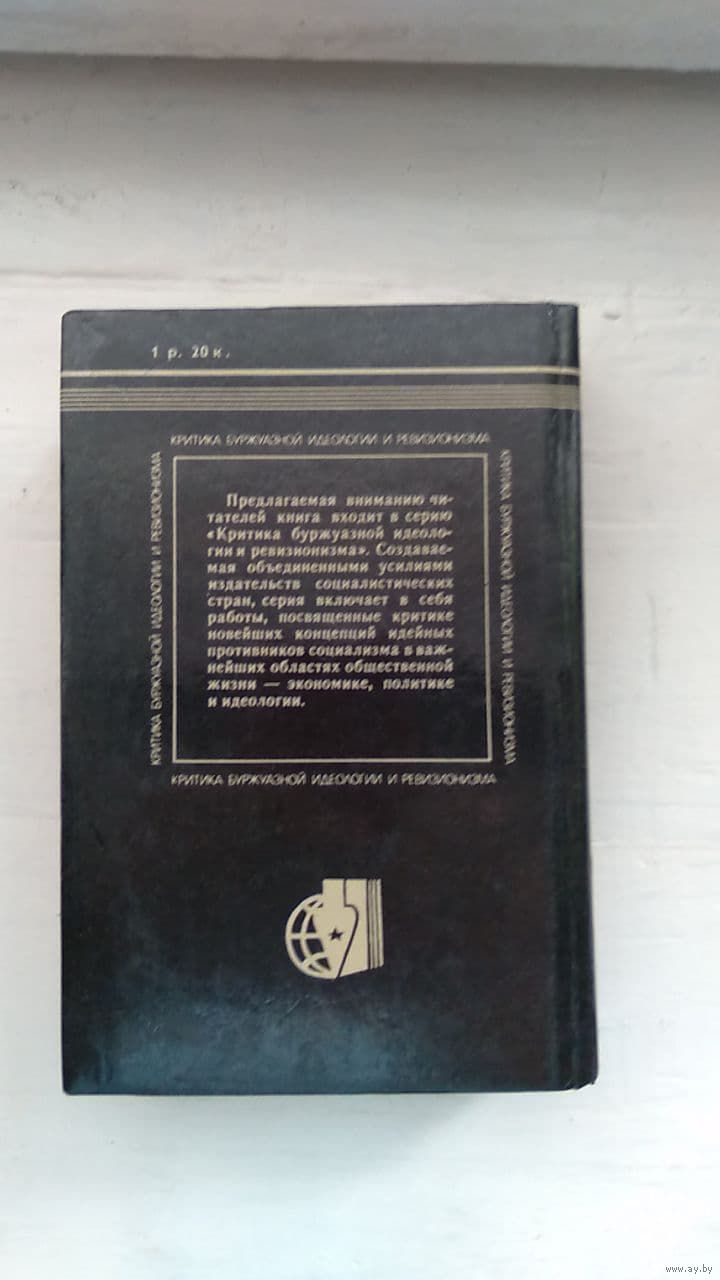 1 р. 20 к.
КРИТИКА БУРЖУАЗНОЙ ИДЕОЛОГИИ И РЕВИЗИОНИЗМА
КРИТИКА БУРЖУАЗНОЙ ИДЕОЛОГИИ И РЕВИЗИОНИЗМА
Предлагаемая вниманию чи-
тателей книга входит в серию
«Критика буржуазной идеоло-
гии и ревизионизма». Создавае-
мая объединенными усилиями
издательств социалистических
стран, серия включает в себя
работы, посвященные критике
новейших концепций идейных
противников социализма в важ-
нейших областях общественной
жизни — экономике, политике
и идеологии.
КРИТИКА БУРЖУАЗНОЙ ИДЕОЛОГИИ И РЕВИЗИОНИЗМА
КРИТИКА БУРЖУАЗНОЙ ИДЕОЛОГИИ И РЕВИЗИОНИЗМА
www.ay.by